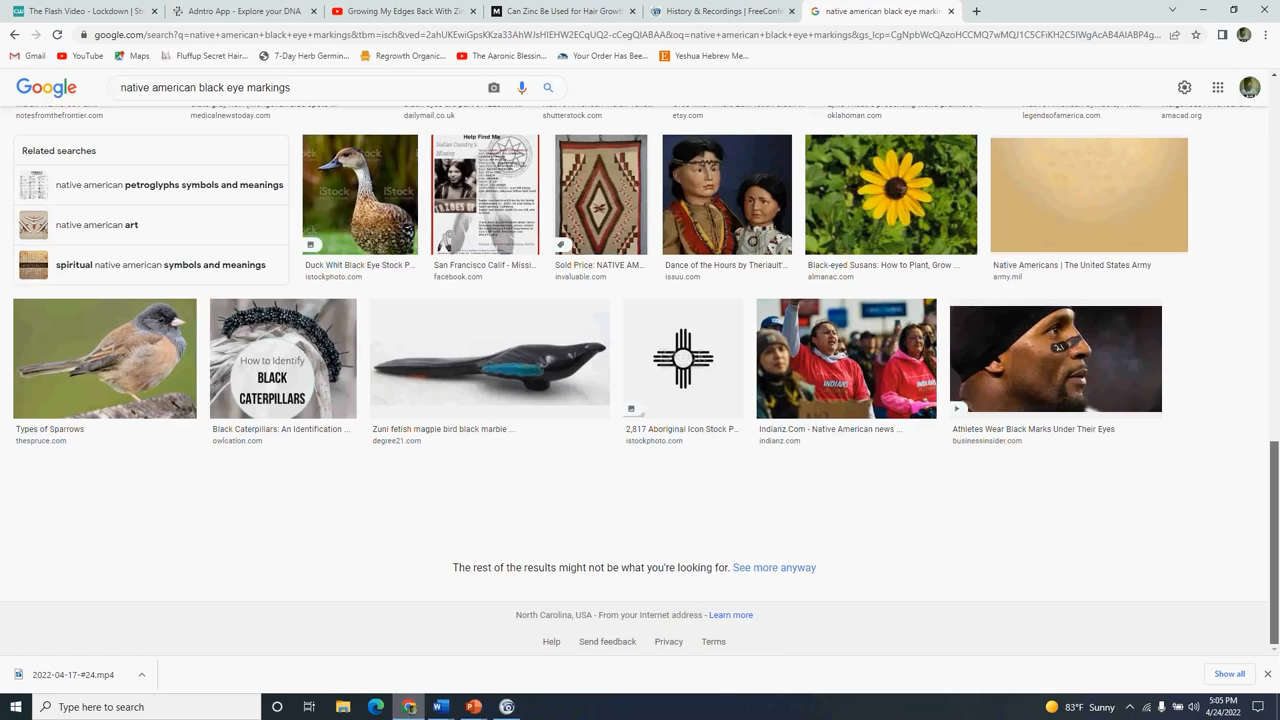 The Flash Video - Lockdown | St
Adntro App - Explore your DNA
Growing My Edges Back With Zi
Can Zinc Be Used for Hair Growt
History & Recordings | FreeConf
native american black eye markin
google.com/search?q=native+american+black+eye+markings&tbm=isch&ved=2ahUKEwiGpsKKza33AhWJsHIEHW2ECqUQ2-cCegQIABAA&oq=native+american+black+eye+markings&gs_lcp=CgNpbWcQAzoHCCMQ7wMQJ1C5CFiKH2C5IWgAcAB4AIABP4g...
Gmail
YouTube
Maps
Flufflic Secret Hair...
7-Day Herb Germin...
Regrowth Organic...
The Aaronic Blessin...
Your Order Has Bee...
Yeshua Hebrew Me...
Google
native american black eye markings
notesfromthefrontier.com
medicalnewstoday.com
dailymail.co.uk
shutterstock.com
etsy.com
oklahoman.com
legendsofamerica.com
amacad.org
Related searches
native american petroglyphs symbols and meanings
native american art
spiritual native american symbols and meanings
iStock
iStock
Help Find Me
Indian Country's
Missing
Duck Whit Black Eye Stock P...
istockphoto.com
San Francisco Calif - Missi...
facebook.com
Sold Price: NATIVE AM...
invaluable.com
Dance of the Hours by Theriault'...
issuu.com
Black-eyed Susans: How to Plant, Grow ...
almanac.com
Native Americans | The United States Army
army.mil
How to Identify
BLACK
CATERPILLARS
INDIANS
Types of Sparrows
thespruce.com
Black Caterpillars: An Identification ...
owlcation.com
Zuni fetish magpie bird black marble ...
degree21.com
2,817 Aboriginal Icon Stock P...
istockphoto.com
Indianz.Com - Native American news ...
indianz.com
Athletes Wear Black Marks Under Their Eyes
businessinsider.com
The rest of the results might not be what you're looking for. See more anyway
North Carolina, USA - From your Internet address - Learn more
Help
Send feedback
Privacy
Terms
2022-04-17-#24.mp4
Show all
Type here to search
83°F Sunny
5:05 PM
4/24/2022